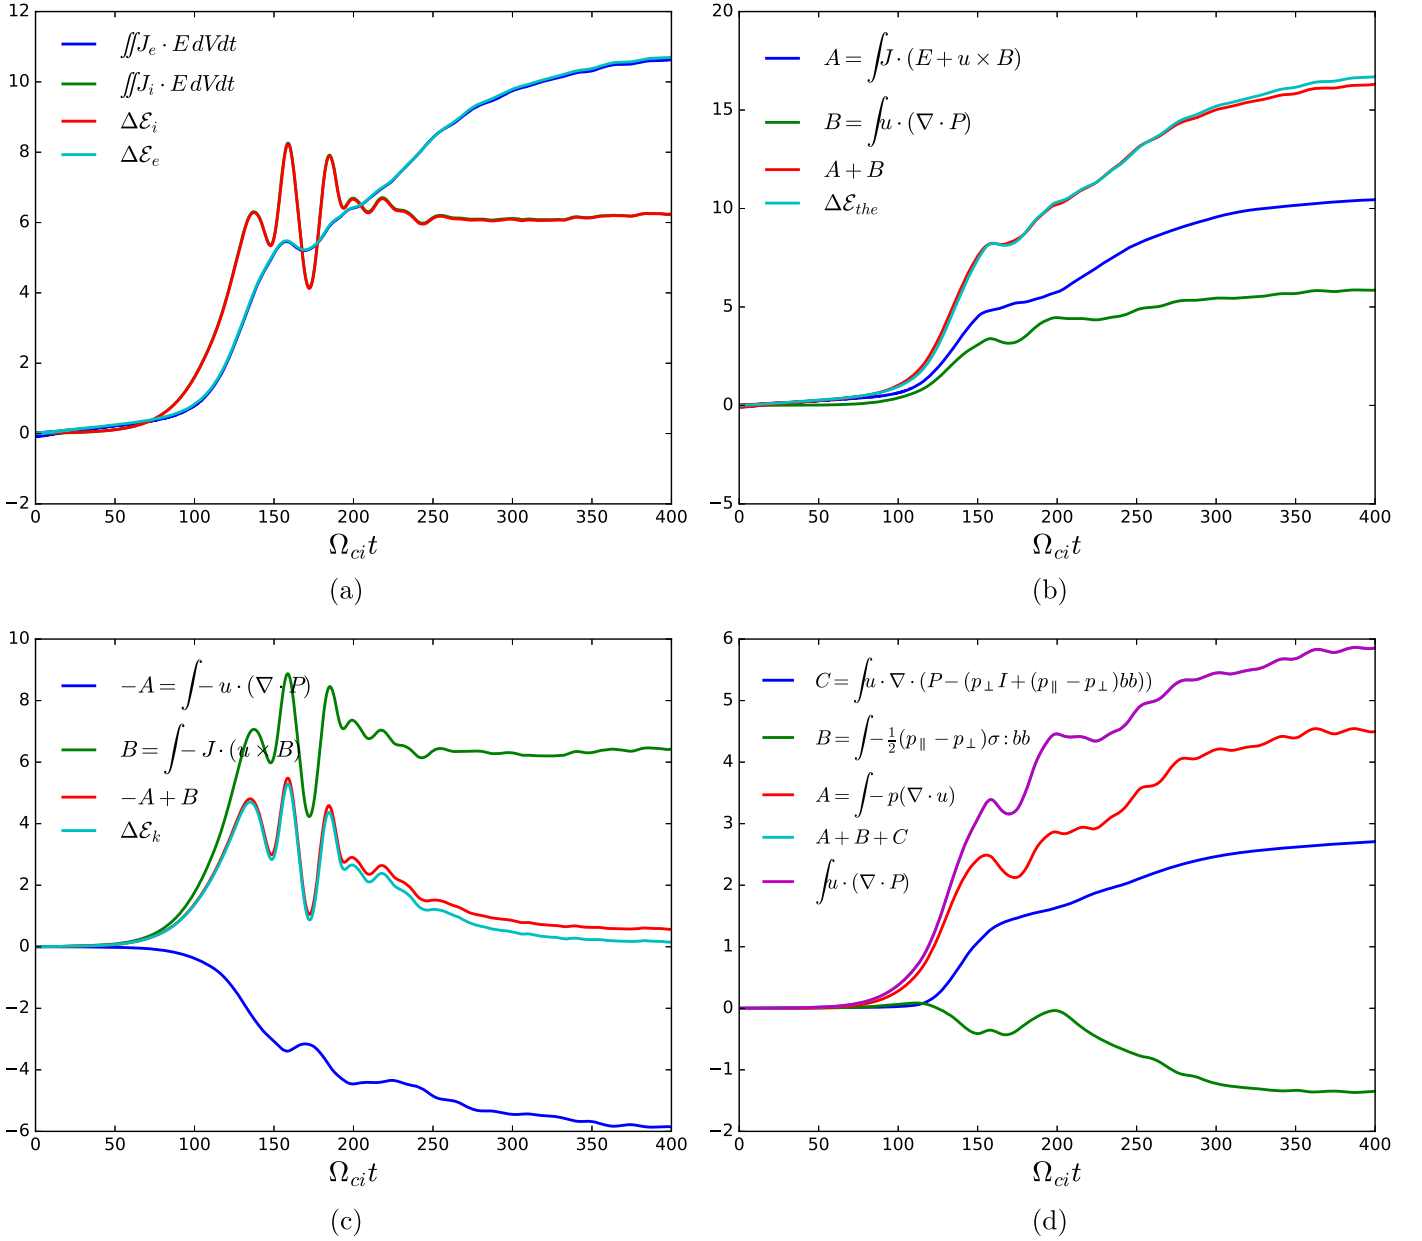 12
10
8
6
4
2
0
−2
∬J_e · E dVdt
∬J_i · E dVdt
Δℰ_i
Δℰ_e
0 50 100 150 200 250 300 350 400
Ω_ci t
(a)
20
15
10
5
0
−5
A = ∫J · (E + u × B)
B = ∫u · (∇ · P)
A + B
Δℰ_the
0 50 100 150 200 250 300 350 400
Ω_ci t
(b)
10
8
6
4
2
0
−2
−4
−6
−A = ∫− u · (∇ · P)
B = ∫− J · (u × B)
−A + B
Δℰ_k
0 50 100 150 200 250 300 350 400
Ω_ci t
(c)
6
5
4
3
2
1
0
−1
−2
C = ∫u · ∇ · (P − (p_⊥ I + (p_∥ − p_⊥)bb))
B = ∫−½(p_∥ − p_⊥)σ : bb
A = ∫− p(∇ · u)
A + B + C
∫u · (∇ · P)
0 50 100 150 200 250 300 350 400
Ω_ci t
(d)